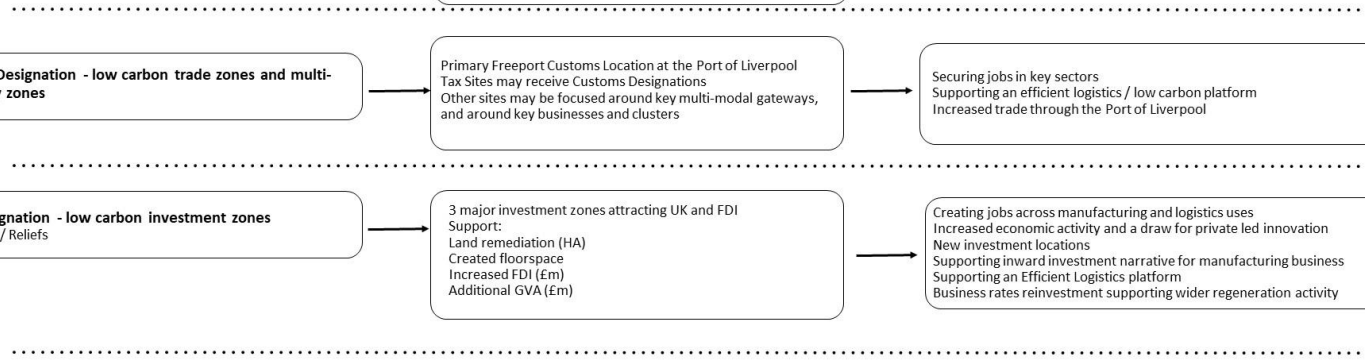 Designation - low carbon trade zones and multi-
zones
Primary Freeport Customs Location at the Port of Liverpool
Tax Sites may receive Customs Designations
Other sites may be focused around key multi-modal gateways,
and around key businesses and clusters
Securing jobs in key sectors
Supporting an efficient logistics / low carbon platform
Increased trade through the Port of Liverpool
gnation - low carbon investment zones
/ Reliefs
3 major investment zones attracting UK and FDI
Support:
Land remediation (HA)
Created floorspace
Increased FDI (£m)
Additional GVA (£m)
Creating jobs across manufacturing and logistics uses
Increased economic activity and a draw for private led innovation
New investment locations
Supporting inward investment narrative for manufacturing business
Supporting an Efficient Logistics platform
Business rates reinvestment supporting wider regeneration activity